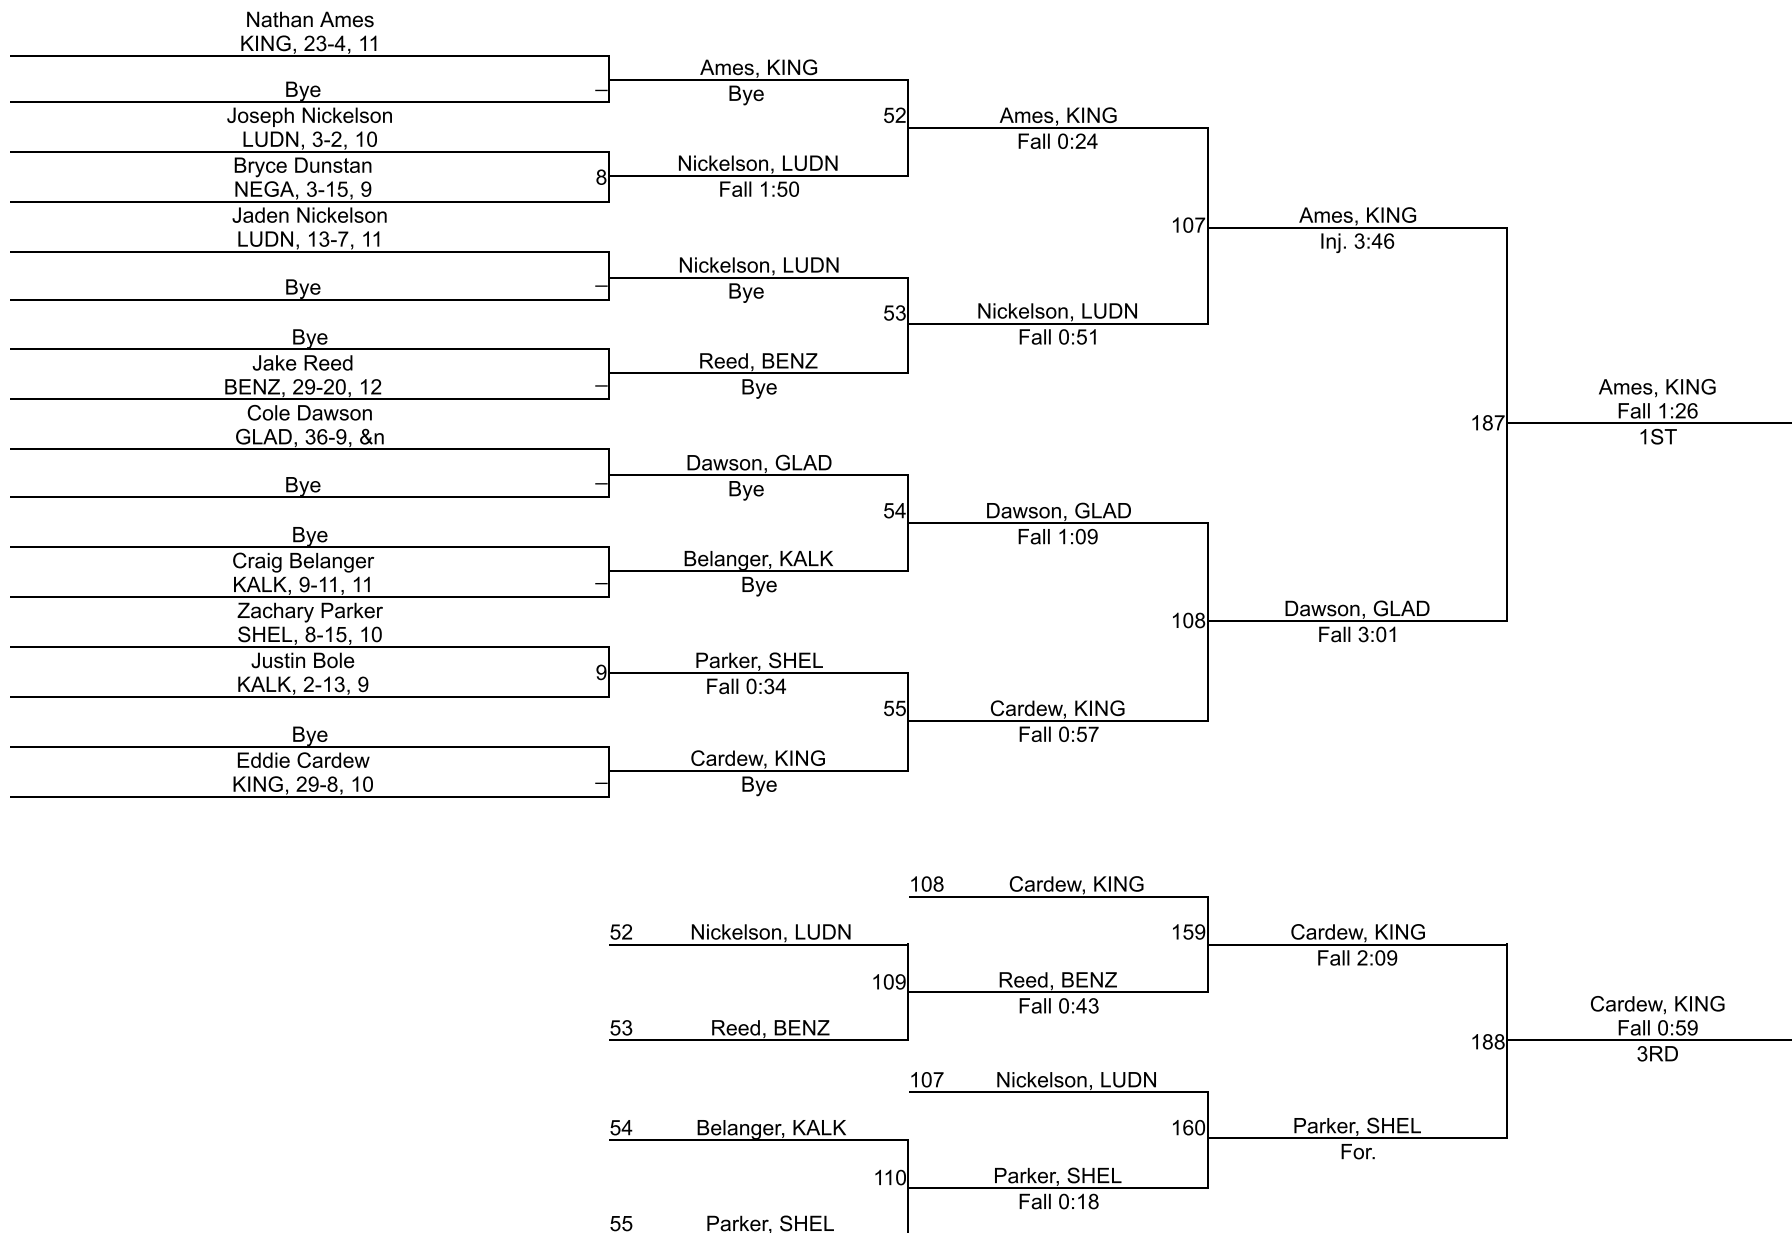 Nathan Ames
KING, 23-4, 11
Bye
–
Joseph Nickelson
LUDN, 3-2, 10
Bryce Dunstan
NEGA, 3-15, 9
8
Jaden Nickelson
LUDN, 13-7, 11
Bye
–
Bye
Jake Reed
BENZ, 29-20, 12
–
Cole Dawson
GLAD, 36-9, &n
Bye
–
Bye
Craig Belanger
KALK, 9-11, 11
–
Zachary Parker
SHEL, 8-15, 10
Justin Bole
KALK, 2-13, 9
9
Bye
Eddie Cardew
KING, 29-8, 10
–
Ames, KING
Bye
52
Nickelson, LUDN
Fall 1:50
Nickelson, LUDN
Bye
53
Reed, BENZ
Bye
Dawson, GLAD
Bye
54
Belanger, KALK
Bye
Parker, SHEL
Fall 0:34
55
Cardew, KING
Bye
Ames, KING
Fall 0:24
107
Nickelson, LUDN
Fall 0:51
Dawson, GLAD
Fall 1:09
108
Cardew, KING
Fall 0:57
Ames, KING
Inj. 3:46
187
Dawson, GLAD
Fall 3:01
Ames, KING
Fall 1:26
1ST
52 Nickelson, LUDN
109
53 Reed, BENZ
54 Belanger, KALK
110
55 Parker, SHEL
108 Cardew, KING
159
Reed, BENZ
Fall 0:43
107 Nickelson, LUDN
160
Parker, SHEL
Fall 0:18
Cardew, KING
Fall 2:09
188
Parker, SHEL
For.
Cardew, KING
Fall 0:59
3RD